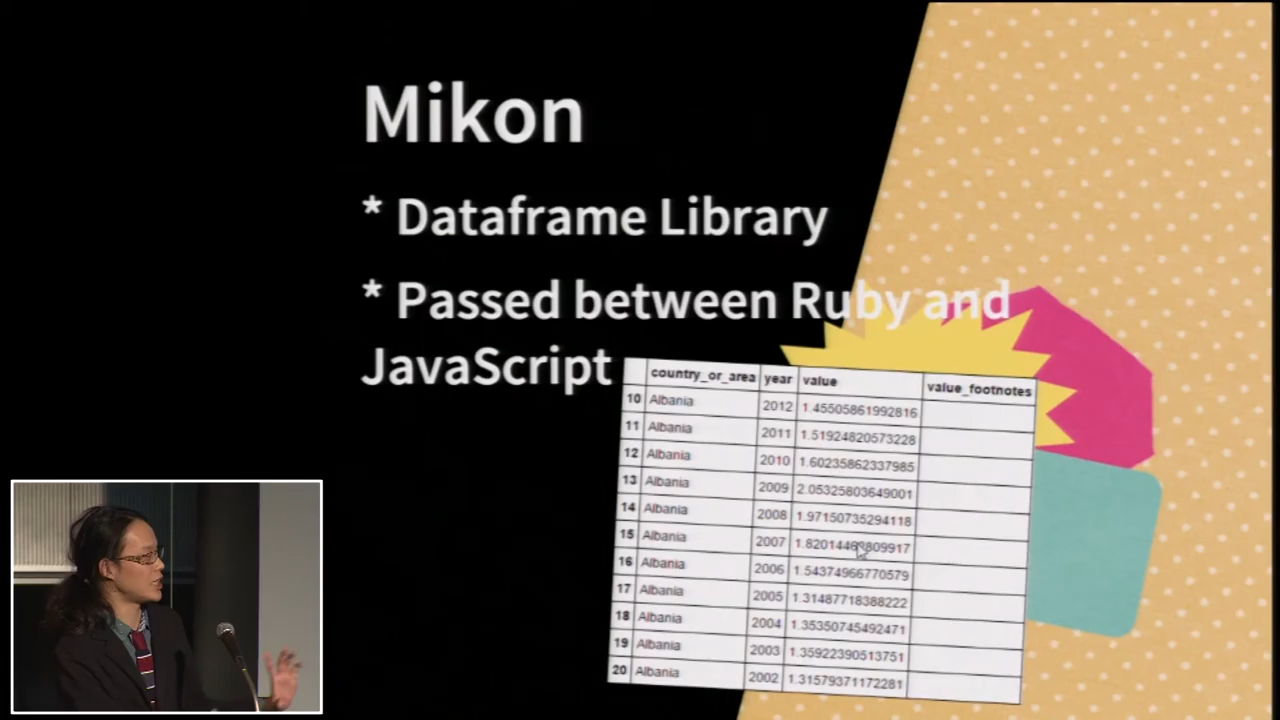 Mikon
* Dataframe Library
* Passed between Ruby and
JavaScript
country_or_area year value value_footnotes
10 Albania 2012 1.45505861992816
11 Albania 2011 1.51924820573228
12 Albania 2010 1.60235862337985
13 Albania 2009 2.05325803649001
14 Albania 2008 1.97150735294118
15 Albania 2007
16 Albania 2006 1.54374966770579
17 Albania 2005 1.31487718388222
18 Albania 2004 1.35350745492471
19 Albania 2003 1.35922390513751
20 Albania 2002 1.31579371172281